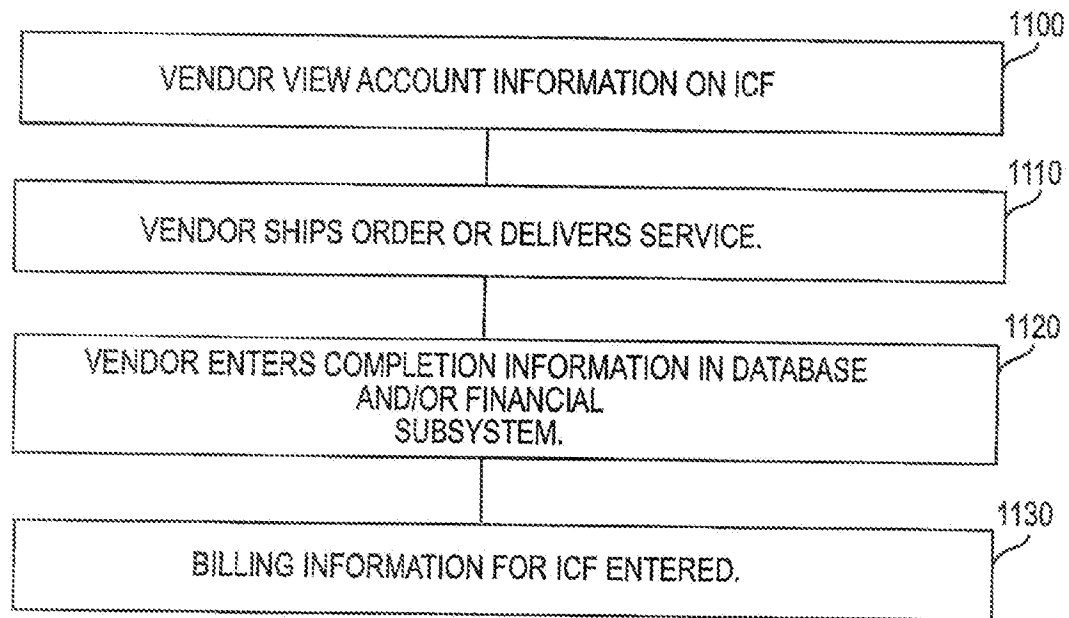 1100
VENDOR VIEW ACCOUNT INFORMATION ON ICF
1110
VENDOR SHIPS ORDER OR DELIVERS SERVICE.
1120
VENDOR ENTERS COMPLETION INFORMATION IN DATABASE
AND/OR FINANCIAL
SUBSYSTEM.
1130
BILLING INFORMATION FOR ICF ENTERED.